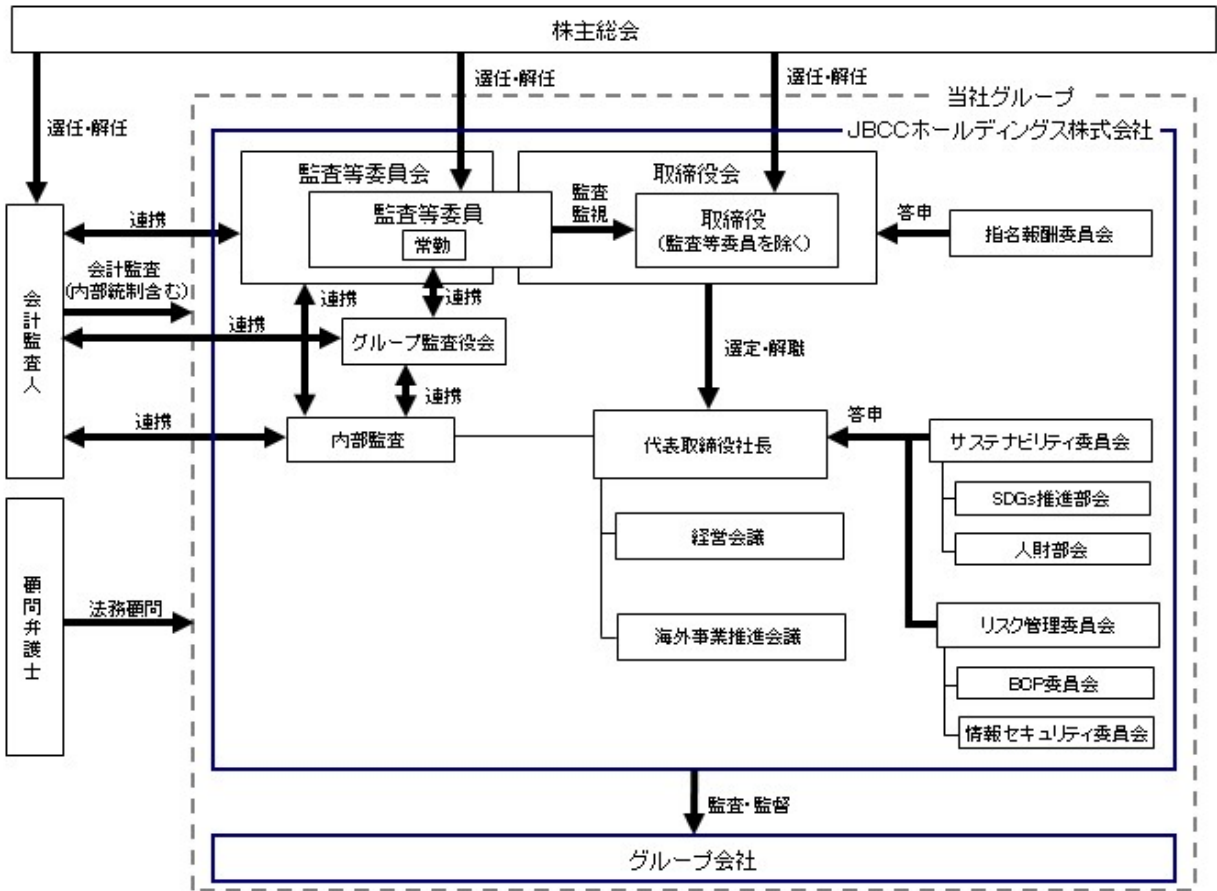 株主総会
選任・解任
選任・解任
選任・解任
当社グループ
JBCCホールディングス株式会社
監査等委員会
取締役会
監査等委員
常勤
監査
監視
取締役
(監査等委員を除く)
答申
指名報酬委員会
連携
会計監査
(内部統制含む)
会計監査人
連携
連携
連携
グループ監査役会
選定・解職
連携
連携
内部監査
代表取締役社長
答申
サステナビリティ委員会
SDGs推進部会
人財部会
経営会議
顧問弁護士
法務顧問
海外事業推進会議
リスク管理委員会
BCP委員会
情報セキュリティ委員会
監査・監督
グループ会社